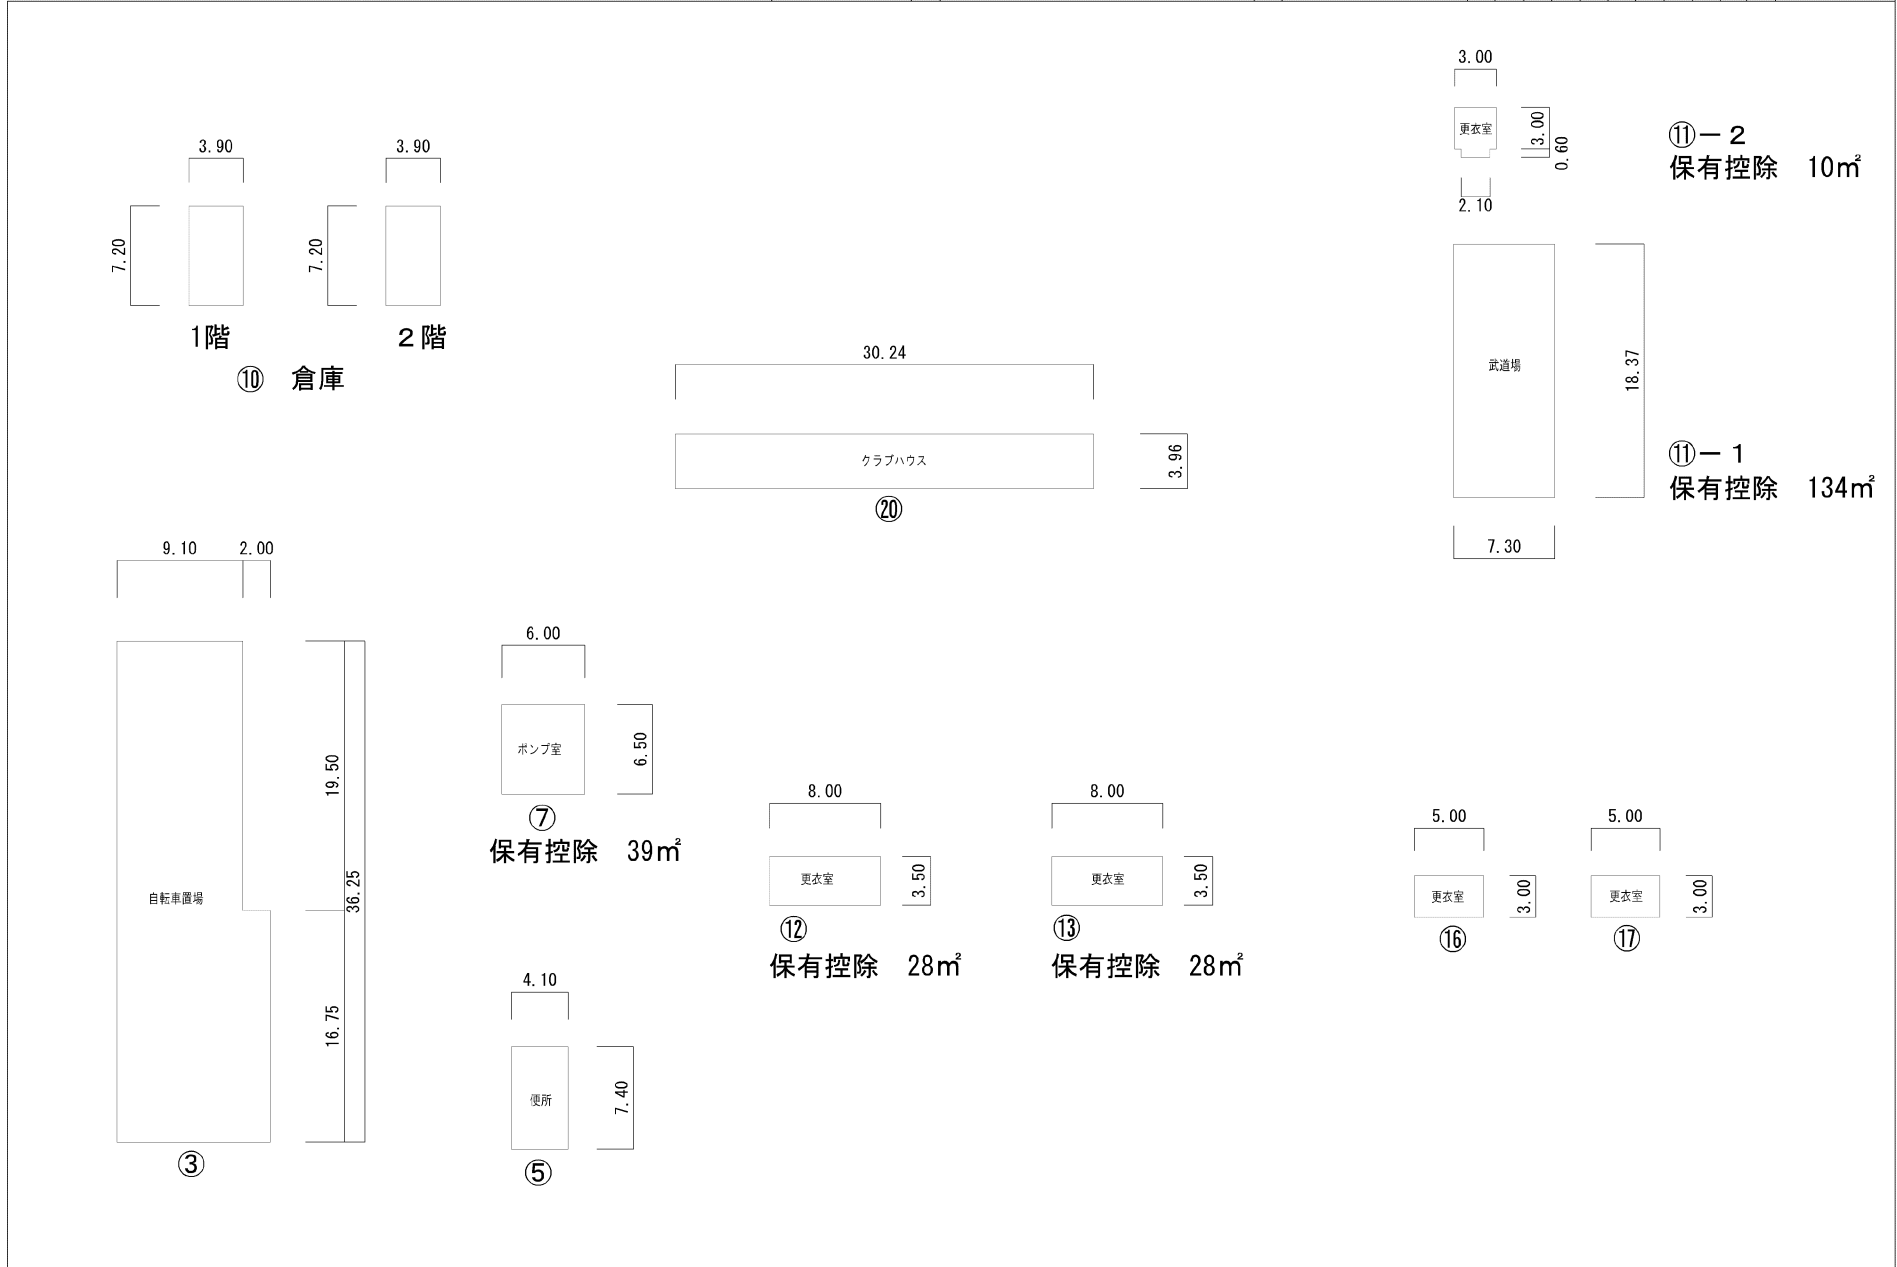 3.00
更衣室
3.00
0.60
2.10
⑪－２
保有控除　10㎡
3.90
7.20
1階
3.90
7.20
２階
⑩　倉庫
30.24
クラブハウス
3.96
⑳
武道場
18.37
7.30
⑪－１
保有控除　134㎡
9.10
2.00
19.50
36.25
16.75
自転車置場
③
6.00
ポンプ室
6.50
⑦
保有控除　39㎡
4.10
便所
7.40
⑤
8.00
更衣室
3.50
⑫
保有控除　28㎡
8.00
更衣室
3.50
⑬
保有控除　28㎡
5.00
更衣室
3.00
⑯
5.00
更衣室
3.00
⑰